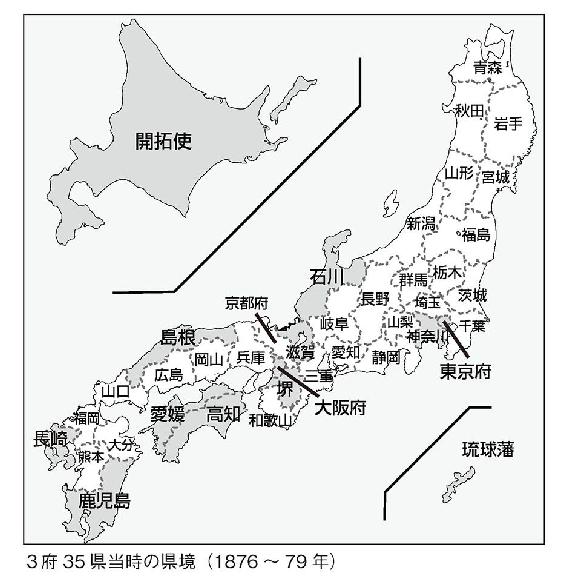 開拓使
青森
秋田
岩手
山形
宮城
新潟
福島
石川
群馬
栃木
長野
埼玉
茨城
京都府
岐阜
山梨
千葉
神奈川
島根
滋賀
愛知
静岡
兵庫
岡山
東京府
広島
三重
堺
山口
大阪府
愛媛
高知
和歌山
福岡
長崎
大分
熊本
琉球藩
鹿児島
3府35県当時の県境（1876～79年）